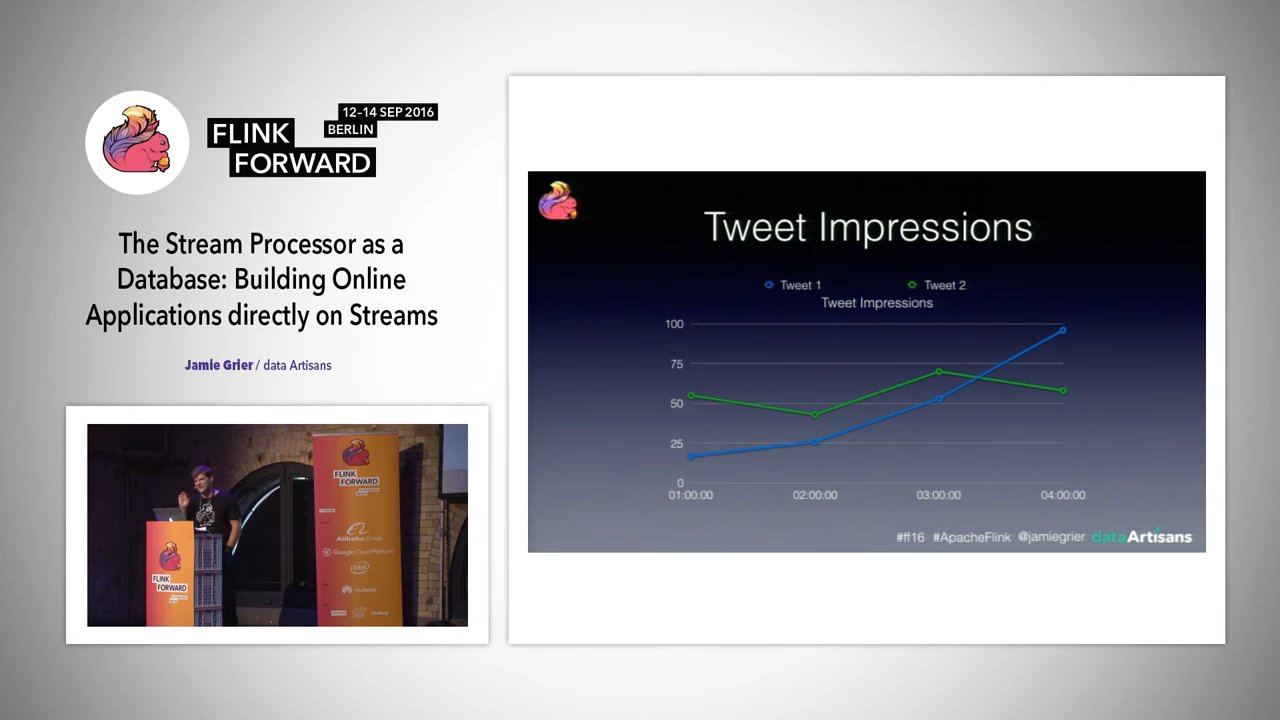 12–14 SEP 2016
BERLIN
FLINK
FORWARD
The Stream Processor as a
Database: Building Online
Applications directly on Streams
Jamie Grier / data Artisans
FLINK
FORWARD
FLINK
FORWARD
Alibaba Group
Google Cloud Platform
intel
HUAWEI
Tweet Impressions
Tweet 1
Tweet 2
Tweet Impressions
100
75
50
25
0
01:00:00
02:00:00
03:00:00
04:00:00
#ff16 #ApacheFlink @jamiegrier dataArtisans